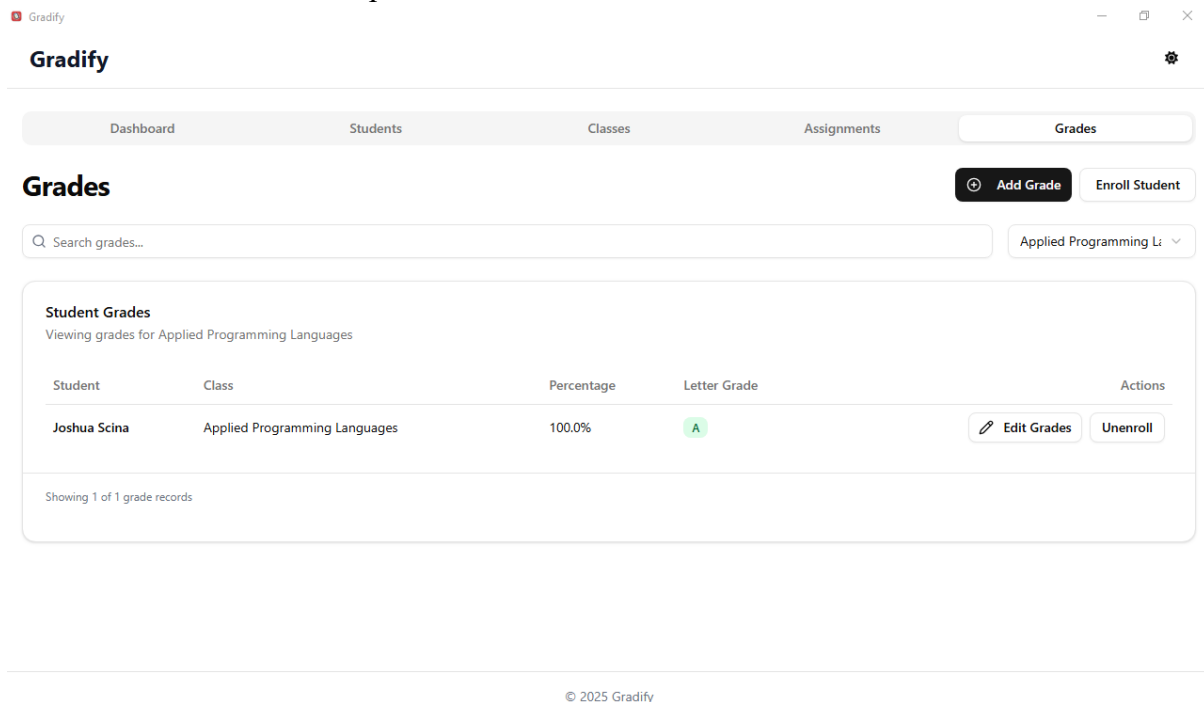 Gradify
Gradify
Dashboard Students Classes Assignments Grades
Grades
Add Grade Enroll Student
Search grades... Applied Programming La
Student Grades
Viewing grades for Applied Programming Languages
Student Class Percentage Letter Grade Actions
Joshua Scina Applied Programming Languages 100.0% A Edit Grades Unenroll
Showing 1 of 1 grade records
© 2025 Gradify